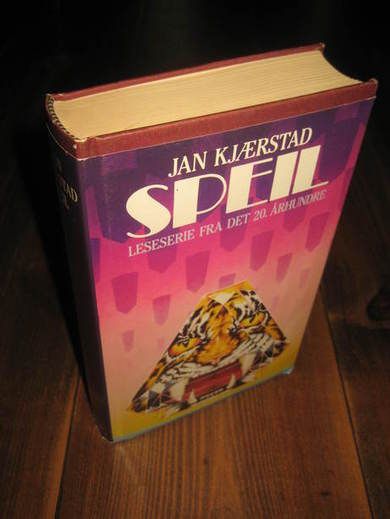 JAN KJÆRSTAD
SPEIL
LESESERIE FRA DET 20. ÅRHUNDRE